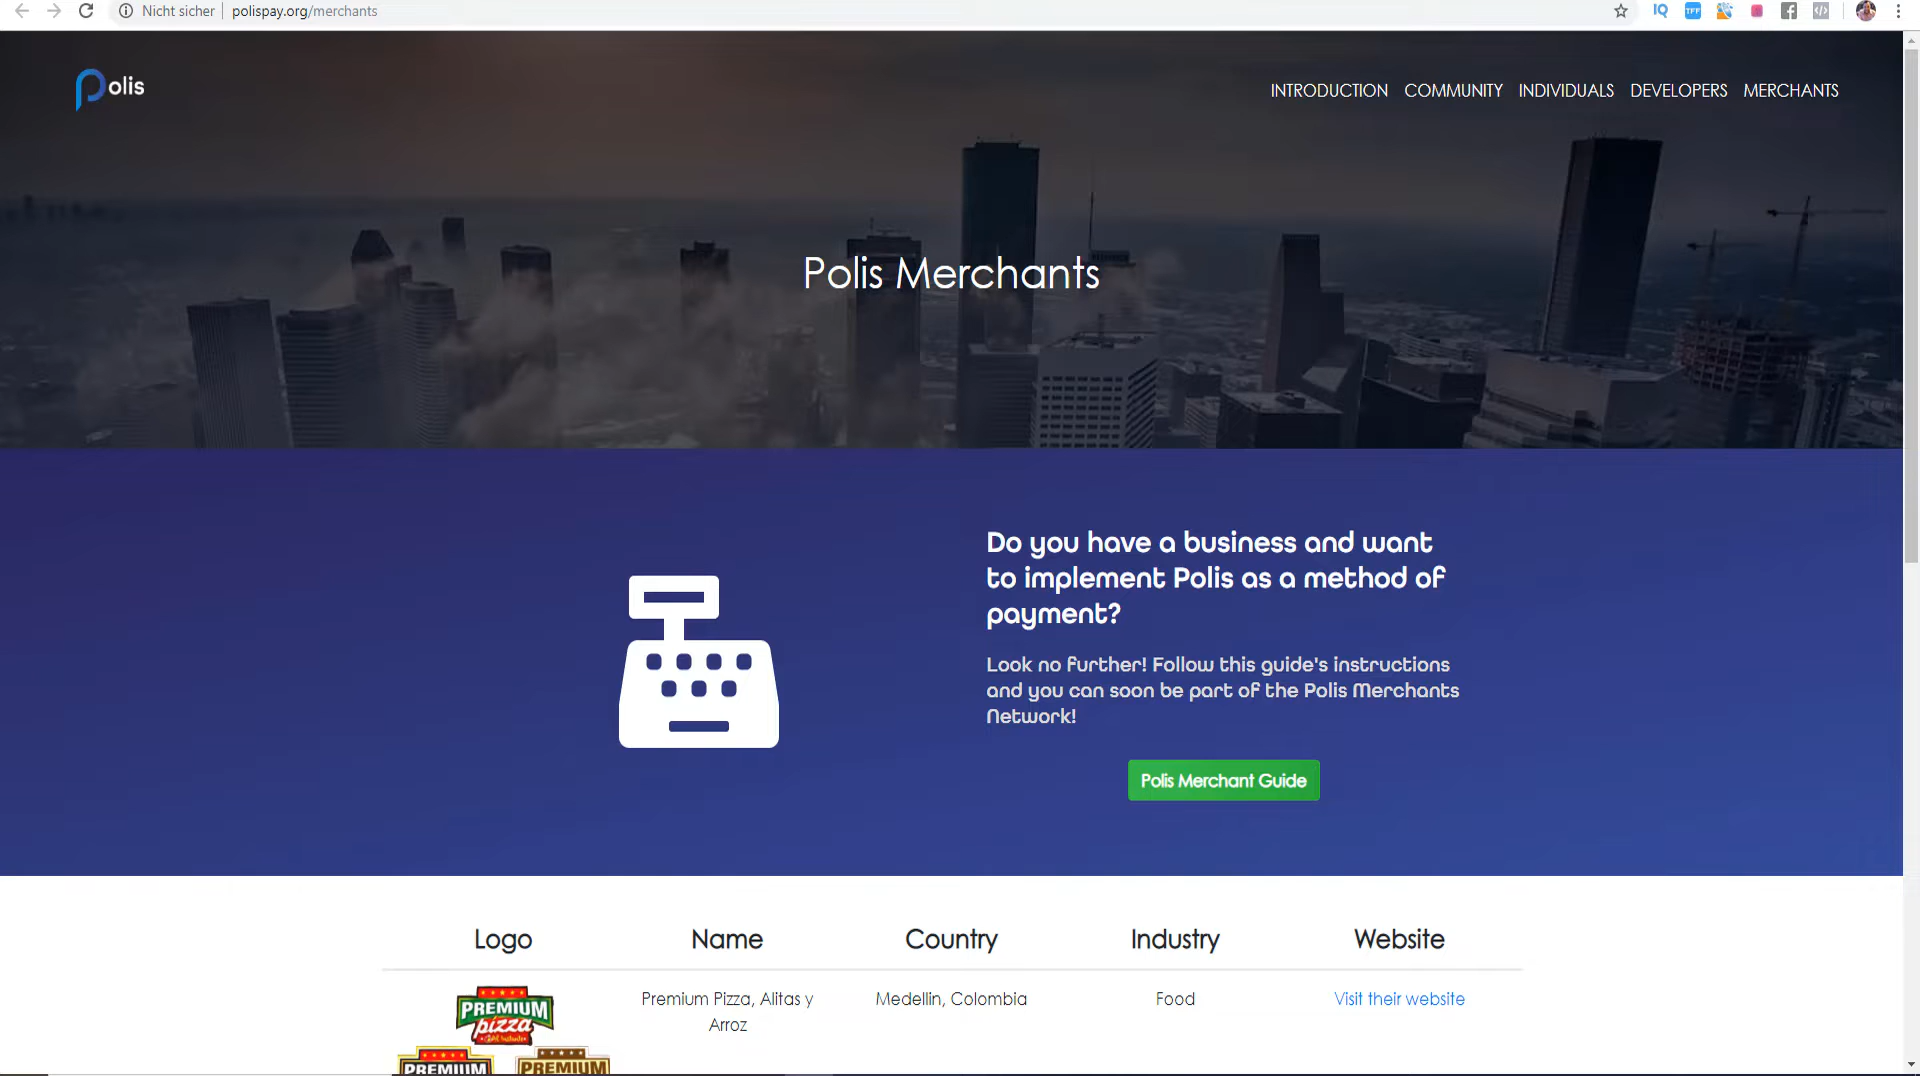 Nicht sicher
polispay.org/merchants
IQ
TFF
Polis
INTRODUCTION COMMUNITY INDIVIDUALS DEVELOPERS MERCHANTS
Polis Merchants
Do you have a business and want
to implement Polis as a method of
payment?
Look no further! Follow this guide's instructions
and you can soon be part of the Polis Merchants
Network!
Polis Merchant Guide
Logo Name Country Industry Website
PREMIUM
pizza
Premium Pizza, Alitas y
Arroz
Medellin, Colombia
Food
Visit their website
PREMIUM PREMIUM